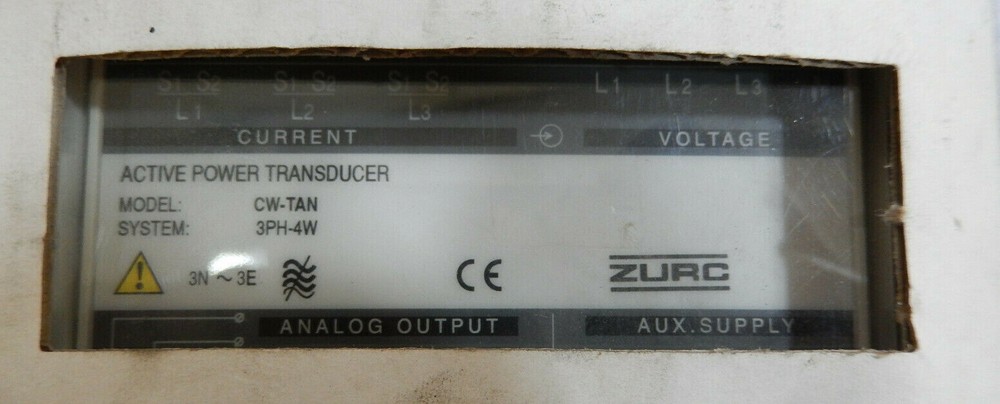 S1 S2 S1 S2 S1 S2 L1 L2 L3
L1 L2 L3
CURRENT VOLTAGE
ACTIVE POWER TRANSDUCER
MODEL: CW-TAN
SYSTEM: 3PH-4W
3N ~ 3E CE ZURC
ANALOG OUTPUT AUX.SUPPLY